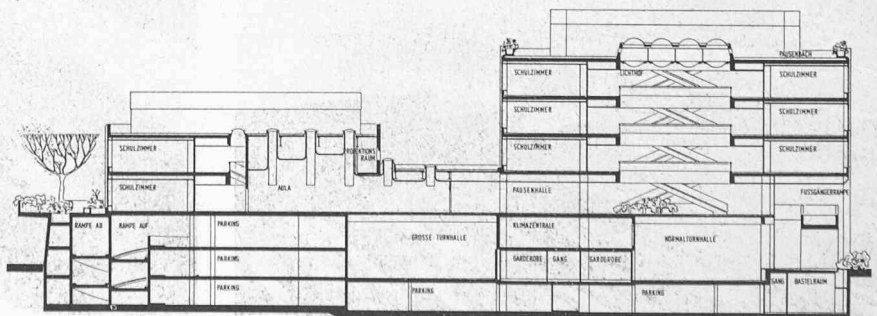 PAUSENDACH
SCHULZIMMER
LICHTHOF
SCHULZIMMER
SCHULZIMMER
SCHULZIMMER
SCHULZIMMER
SCHULZIMMER
SCHULZIMMER
PROJEKTIONS
RAUM
SCHULZIMMER
AULA
PAUSENHALLE
FUSSGÄNGERRAMPE
RAMPE AB
RAMPE AUF
PARKING
GROSSE TURNHALLE
KLIMAZENTRALE
NORMALTURNHALLE
PARKING
GARDEROBE
GANG
GARDEROBE
PARKING
PARKING
PARKING
GANG
BASTELRAUM